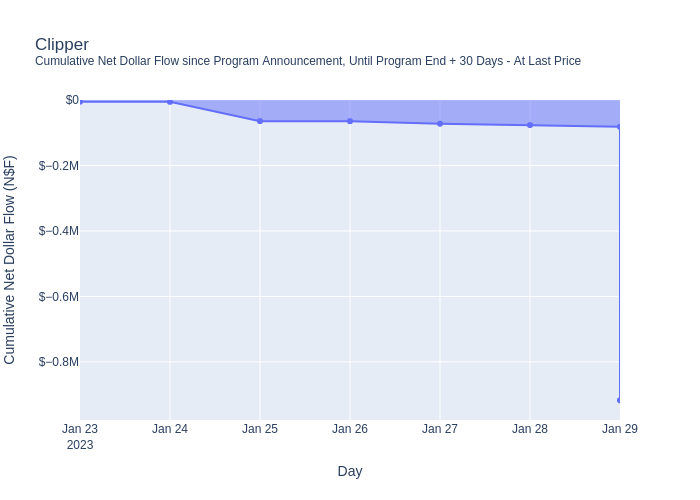 Clipper
Cumulative Net Dollar Flow since Program Announcement, Until Program End + 30 Days - At Last Price
Cumulative Net Dollar Flow (N$F)
$0
$−0.2M
$−0.4M
$−0.6M
$−0.8M
Jan 23
2023
Jan 24
Jan 25
Jan 26
Jan 27
Jan 28
Jan 29
Day